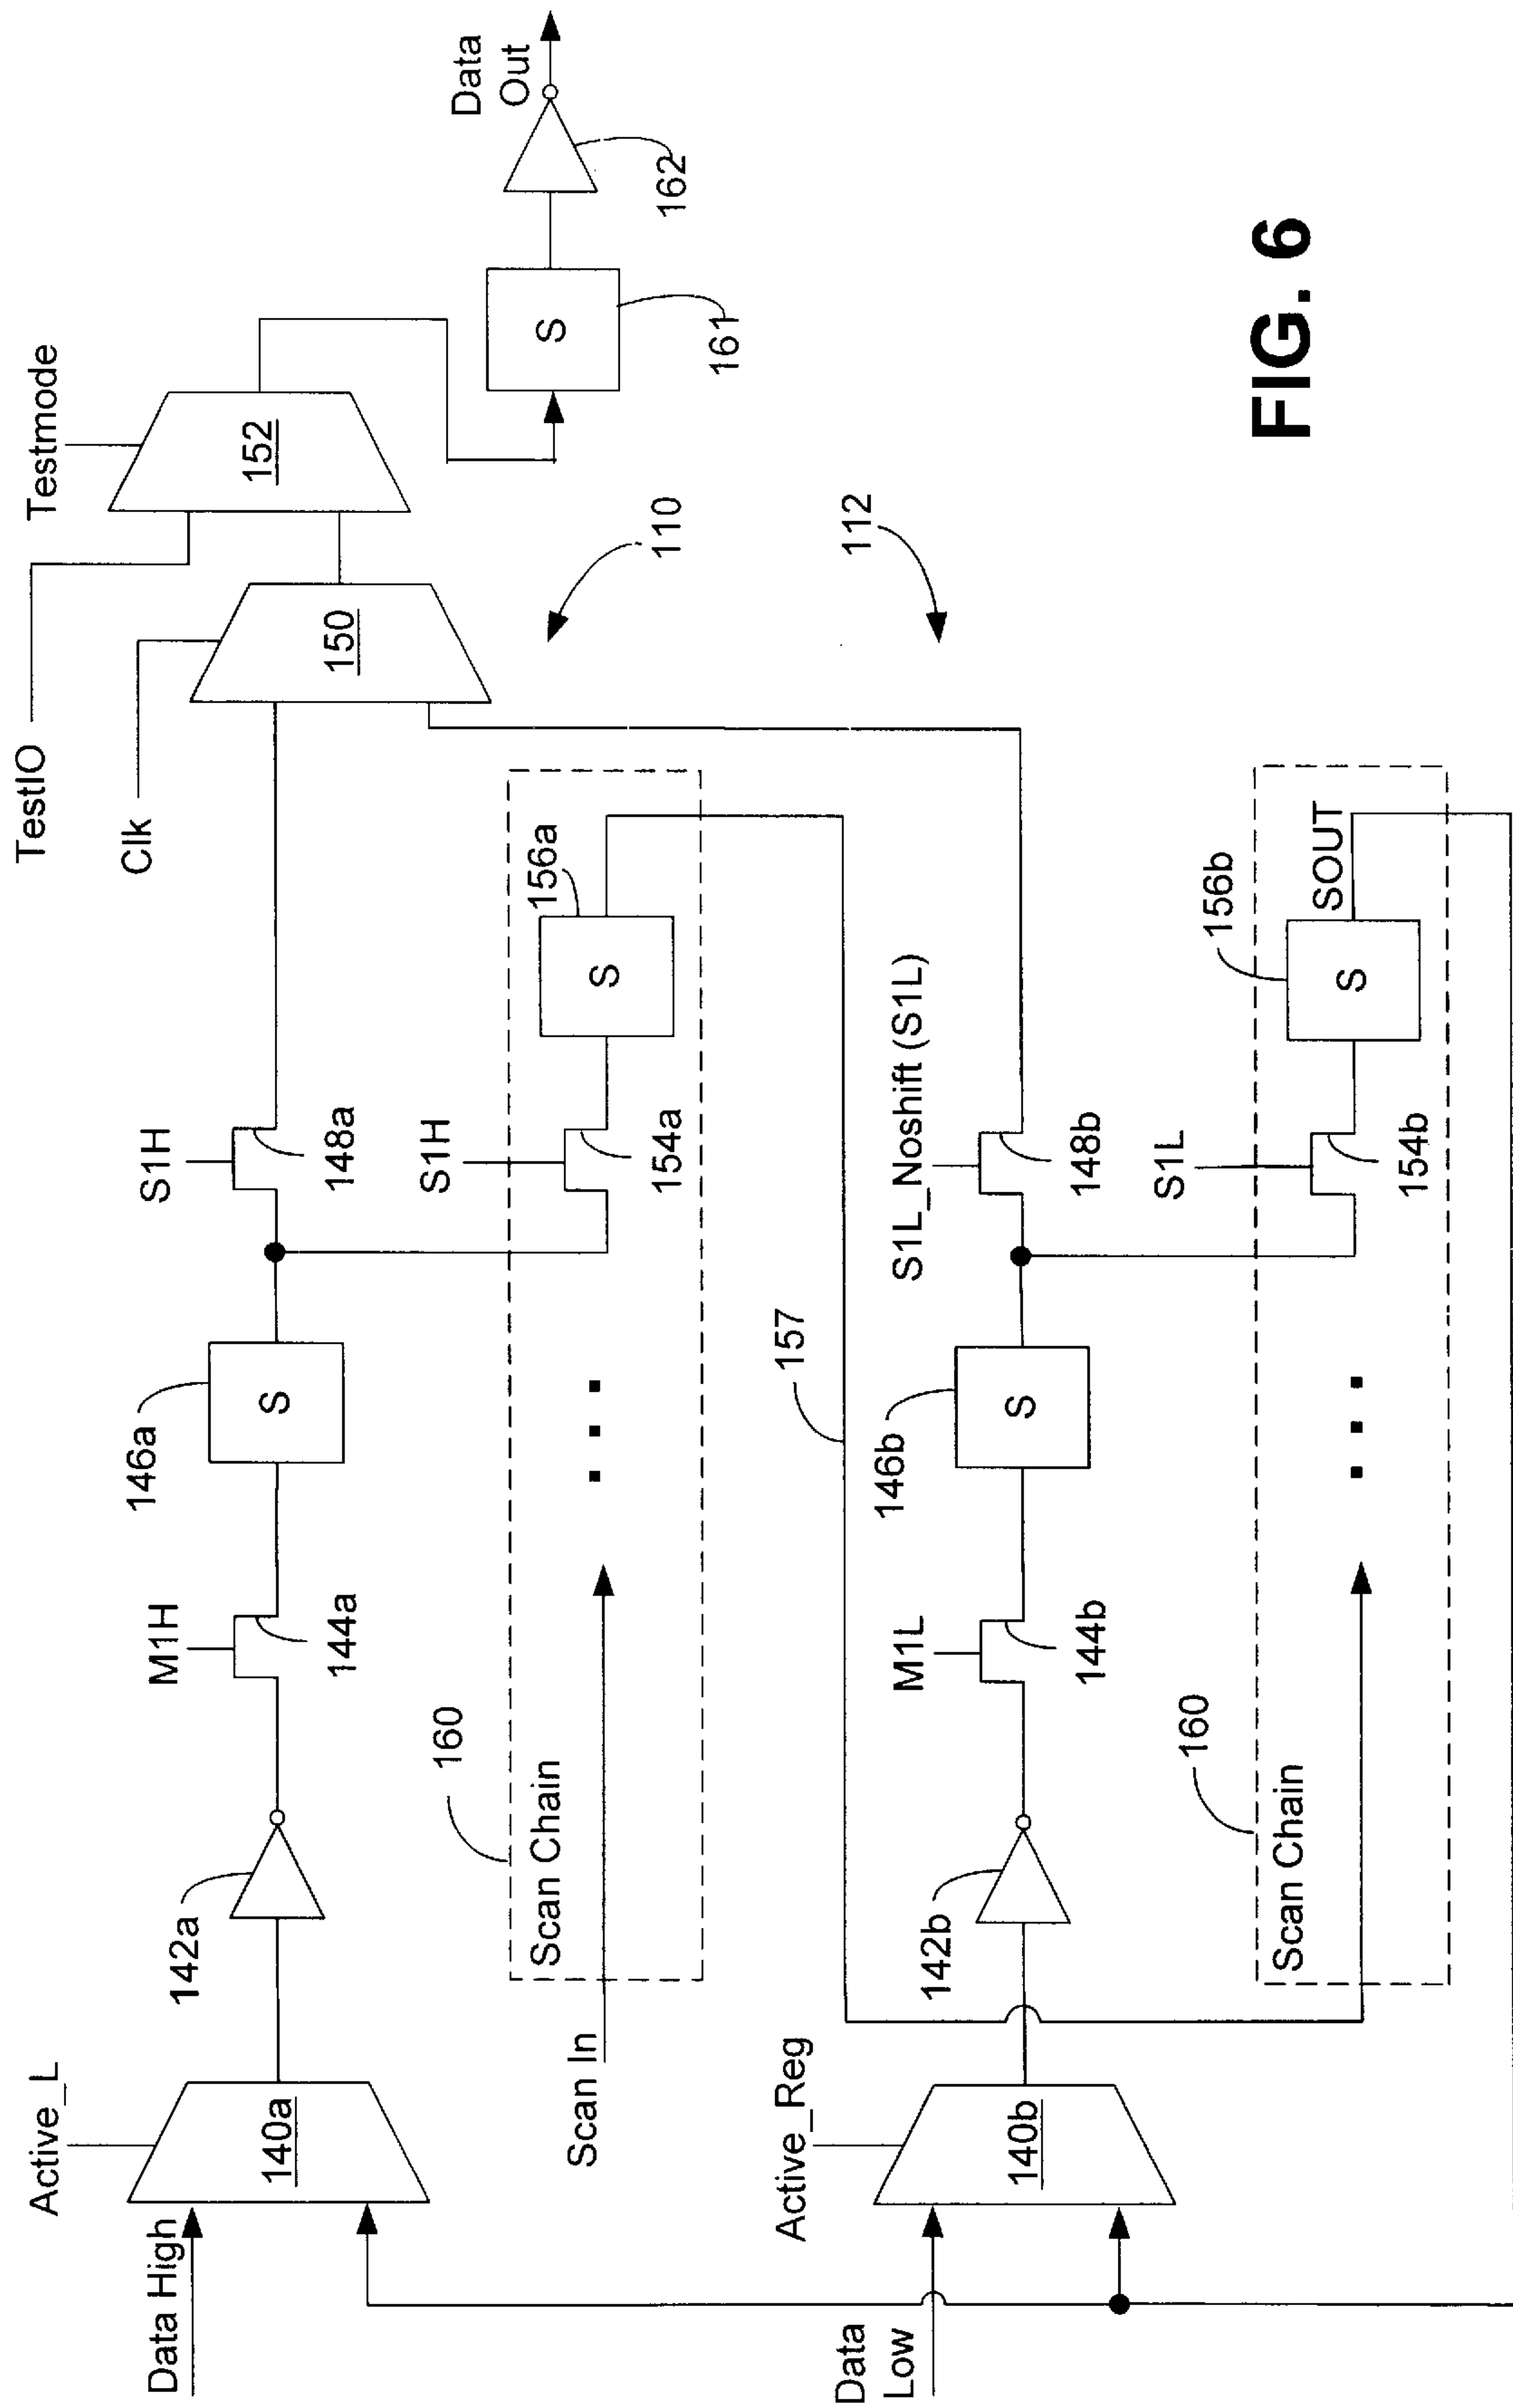 TestIO
Testmode
Clk
152
150
Data
Out
S
161
162
110
112
Active_L
Data High
140a
142a
M1H
144a
146a
S
S1H
148a
160
Scan Chain
Scan In
S1H
154a
156a
S
157
Active_Reg
Data
Low
140b
142b
M1L
144b
146b
S
S1L_Noshift (S1L)
148b
160
Scan Chain
S1L
154b
156b
S
SOUT
FIG. 6